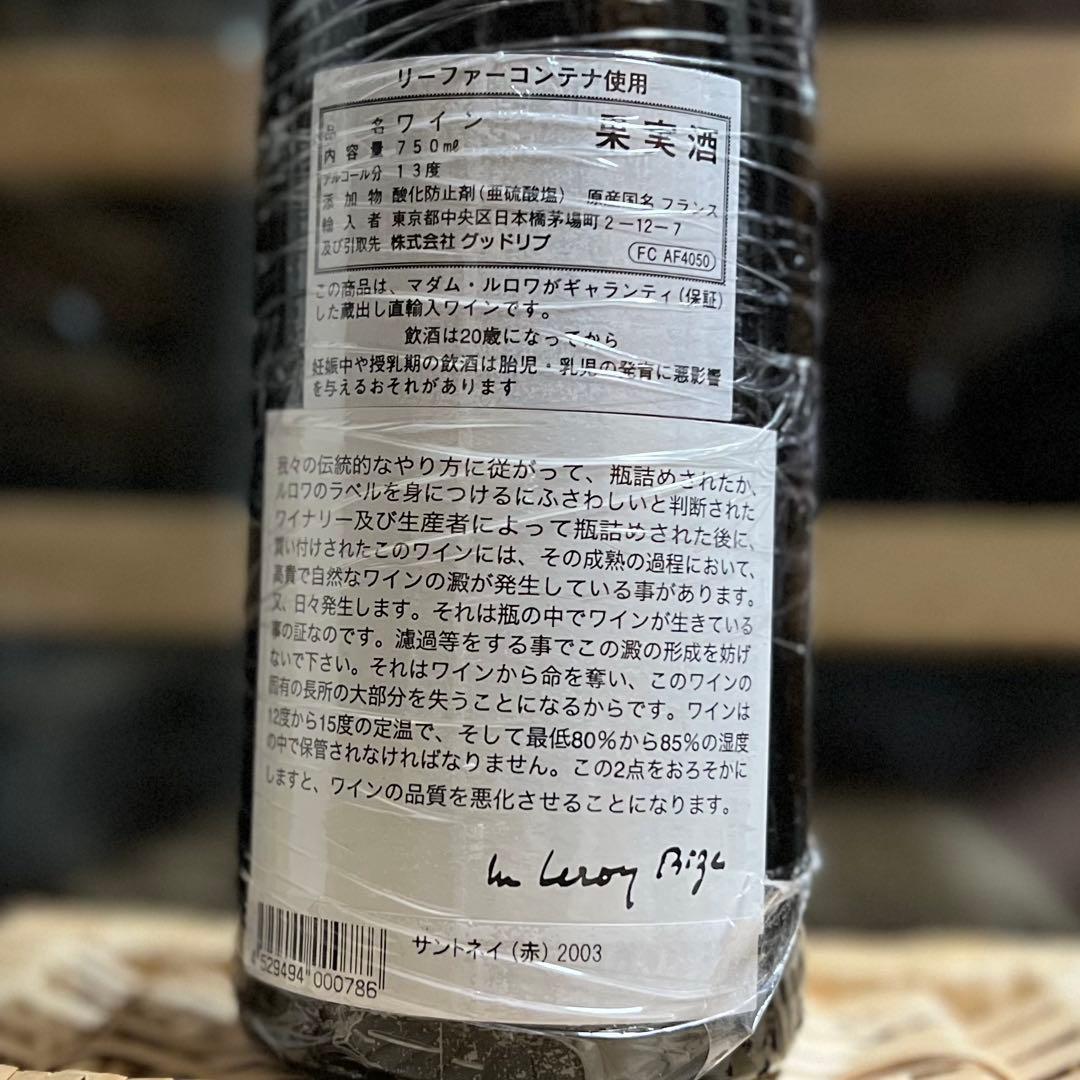 リーファーコンテナ使用
品名 ワイン 果実酒
内容量 750㎖
アルコール分 13度
添加物 酸化防止剤(亜硫酸塩) 原産国名 フランス
輸入者 東京都中央区日本橋茅場町2-12-7
及び引取先 株式会社 グッドリブ FC AF4050
この商品は、マダム・ルロワがギャランティ(保証)
した蔵出し直輸入ワインです。
飲酒は20歳になってから
妊娠中や授乳期の飲酒は胎児・乳児の発育に悪影響
を与えるおそれがあります
我々の伝統的なやり方に従がって、瓶詰めされたか、
ルロワのラベルを身につけるにふさわしいと判断された
ワイナリー及び生産者によって瓶詰めされた後に、
買い付けされたこのワインには、その成熟の過程において、
高貴で自然なワインの澱が発生している事があります。
又、日々発生します。それは瓶の中でワインが生きている
事の証なのです。濾過等をする事でこの澱の形成を妨げ
ないで下さい。それはワインから命を奪い、このワインの
固有の長所の大部分を失うことになるからです。ワインは
12度から15度の定温で、そして最低80%から85%の湿度
の中で保管されなければなりません。この2点をおろそかに
しますと、ワインの品質を悪化させることになります。
Leroy Bize
サントネイ(赤)2003
4 529494 000786